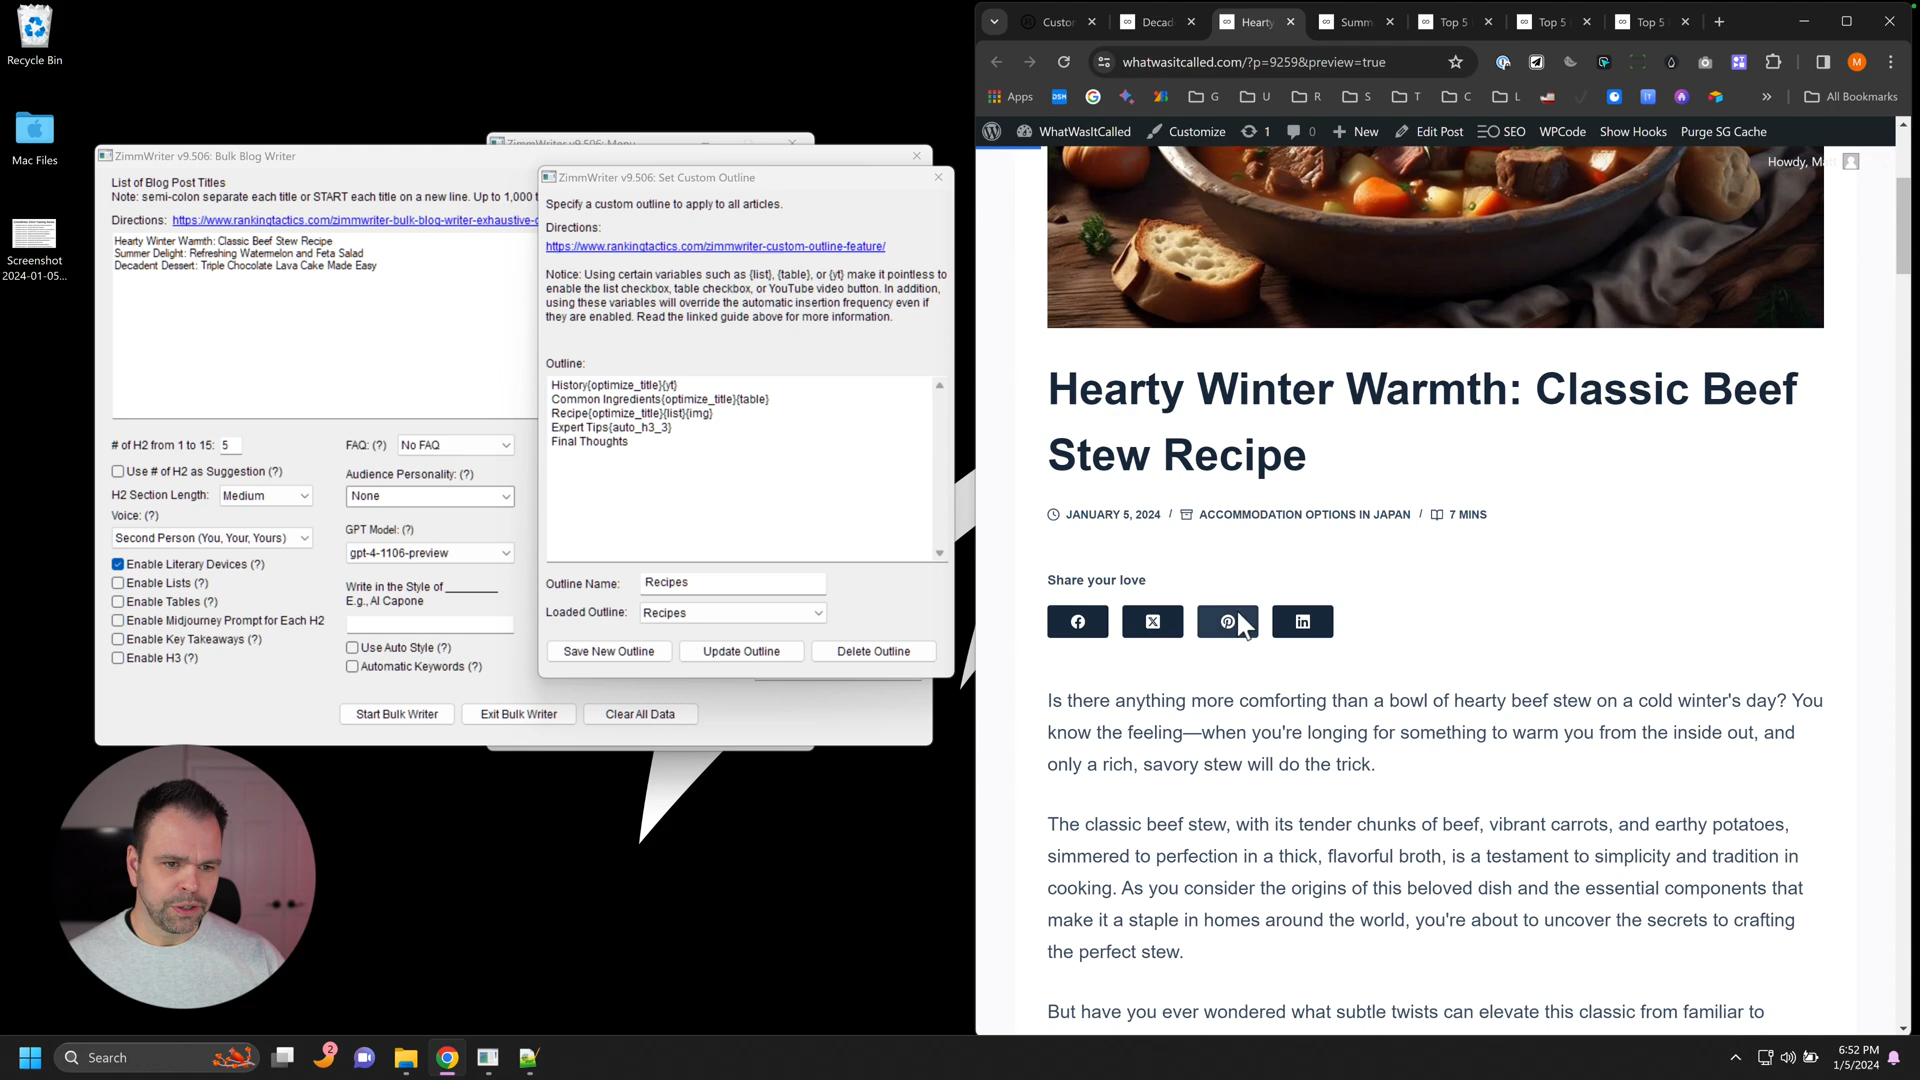 Recycle Bin
Mac Files
Screenshot
2024-01-05...
ZimmWriter v9.506: Menu
ZimmWriter v9.506: Bulk Blog Writer
List of Blog Post Titles
Note: semi-colon separate each title or START each title on a new line. Up to 1,000 t
Directions: https://www.rankingtactics.com/zimmwriter-bulk-blog-writer-exhaustive-c
Hearty Winter Warmth: Classic Beef Stew Recipe
Summer Delight: Refreshing Watermelon and Feta Salad
Decadent Dessert: Triple Chocolate Lava Cake Made Easy
# of H2 from 1 to 15: 5
Use # of H2 as Suggestion (?)
H2 Section Length: Medium
Voice: (?)
Second Person (You, Your, Yours)
Enable Literary Devices (?)
Enable Lists (?)
Enable Tables (?)
Enable Midjourney Prompt for Each H2
Enable Key Takeaways (?)
Enable H3 (?)
FAQ: (?) No FAQ
Audience Personality: (?)
None
GPT Model: (?)
gpt-4-1106-preview
Write in the Style of ________
E.g., Al Capone
Use Auto Style (?)
Automatic Keywords (?)
Start Bulk Writer Exit Bulk Writer Clear All Data
ZimmWriter v9.506: Set Custom Outline
Specify a custom outline to apply to all articles.
Directions:
https://www.rankingtactics.com/zimmwriter-custom-outline-feature/
Notice: Using certain variables such as {list}, {table}, or {yt} make it pointless to
enable the list checkbox, table checkbox, or YouTube video button. In addition,
using these variables will override the automatic insertion frequency even if
they are enabled. Read the linked guide above for more information.
Outline:
History{optimize_title}{yt}
Common Ingredients{optimize_title}{table}
Recipe{optimize_title}{list}{img}
Expert Tips{auto_h3_3}
Final Thoughts
Outline Name: Recipes
Loaded Outline: Recipes
Save New Outline Update Outline Delete Outline
Custor Decad Hearty Summ Top 5 Top 5 Top 5
whatwasitcalled.com/?p=9259&preview=true
M
Apps G U R S T C L » All Bookmarks
WhatWasItCalled Customize 1 0 New Edit Post SEO WPCode Show Hooks Purge SG Cache
Howdy, Ma
Hearty Winter Warmth: Classic Beef
Stew Recipe
JANUARY 5, 2024 / ACCOMMODATION OPTIONS IN JAPAN / 7 MINS
Share your love
Is there anything more comforting than a bowl of hearty beef stew on a cold winter's day? You
know the feeling—when you're longing for something to warm you from the inside out, and
only a rich, savory stew will do the trick.
The classic beef stew, with its tender chunks of beef, vibrant carrots, and earthy potatoes,
simmered to perfection in a thick, flavorful broth, is a testament to simplicity and tradition in
cooking. As you consider the origins of this beloved dish and the essential components that
make it a staple in homes around the world, you're about to uncover the secrets to crafting
the perfect stew.
But have you ever wondered what subtle twists can elevate this classic from familiar to
Search
2
6:52 PM
1/5/2024